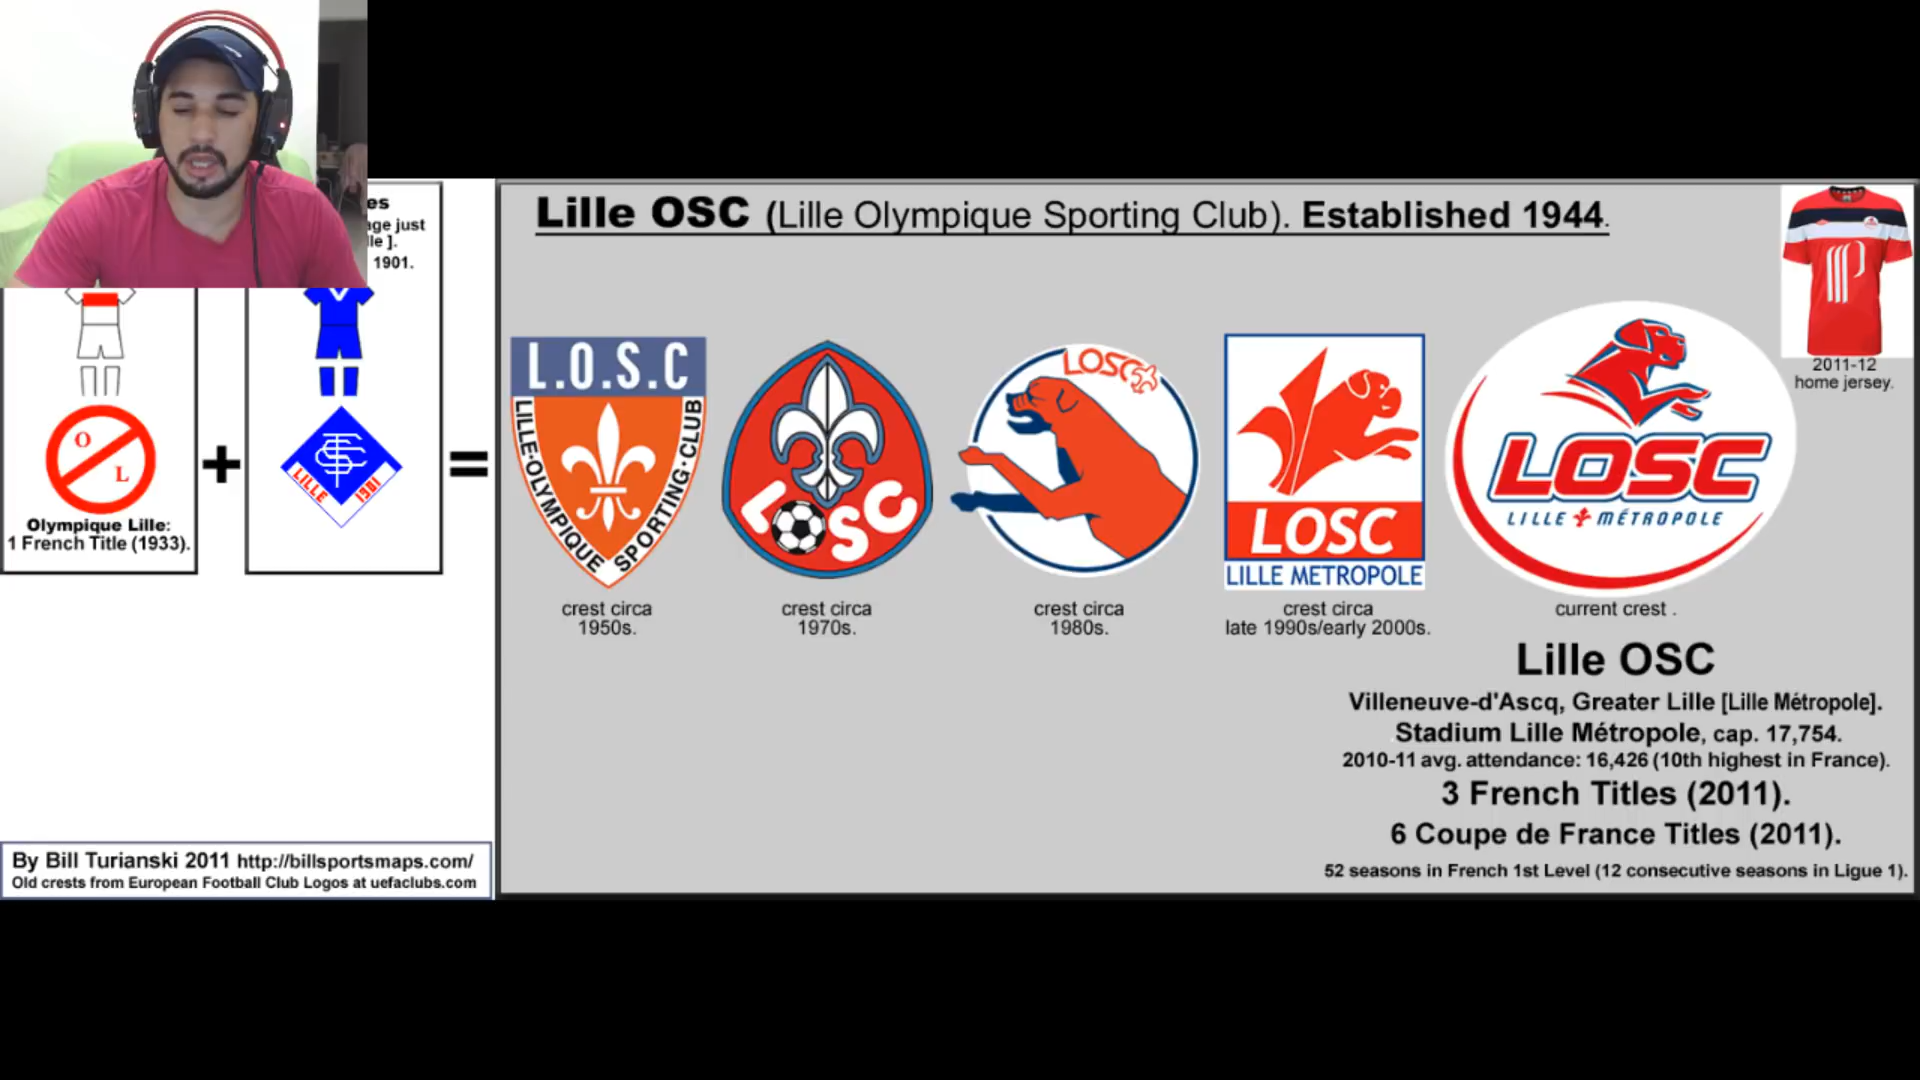 es
age just
lle ].
1901.
O
L
Olympique Lille:
1 French Title (1933).
+
LILLE 1901
=
Lille OSC (Lille Olympique Sporting Club). Established 1944.
L.O.S.C
LILLE·OLYMPIQUE SPORTING·CLUB
crest circa
1950s.
LOSC
crest circa
1970s.
LOSC
crest circa
1980s.
LOSC
LILLE METROPOLE
crest circa
late 1990s/early 2000s.
LOSC
LILLE MÉTROPOLE
current crest .
2011-12
home jersey.
Lille OSC
Villeneuve-d'Ascq, Greater Lille [Lille Métropole].
Stadium Lille Métropole, cap. 17,754.
2010-11 avg. attendance: 16,426 (10th highest in France).
3 French Titles (2011).
6 Coupe de France Titles (2011).
52 seasons in French 1st Level (12 consecutive seasons in Ligue 1).
By Bill Turianski 2011 http://billsportsmaps.com/
Old crests from European Football Club Logos at uefaclubs.com